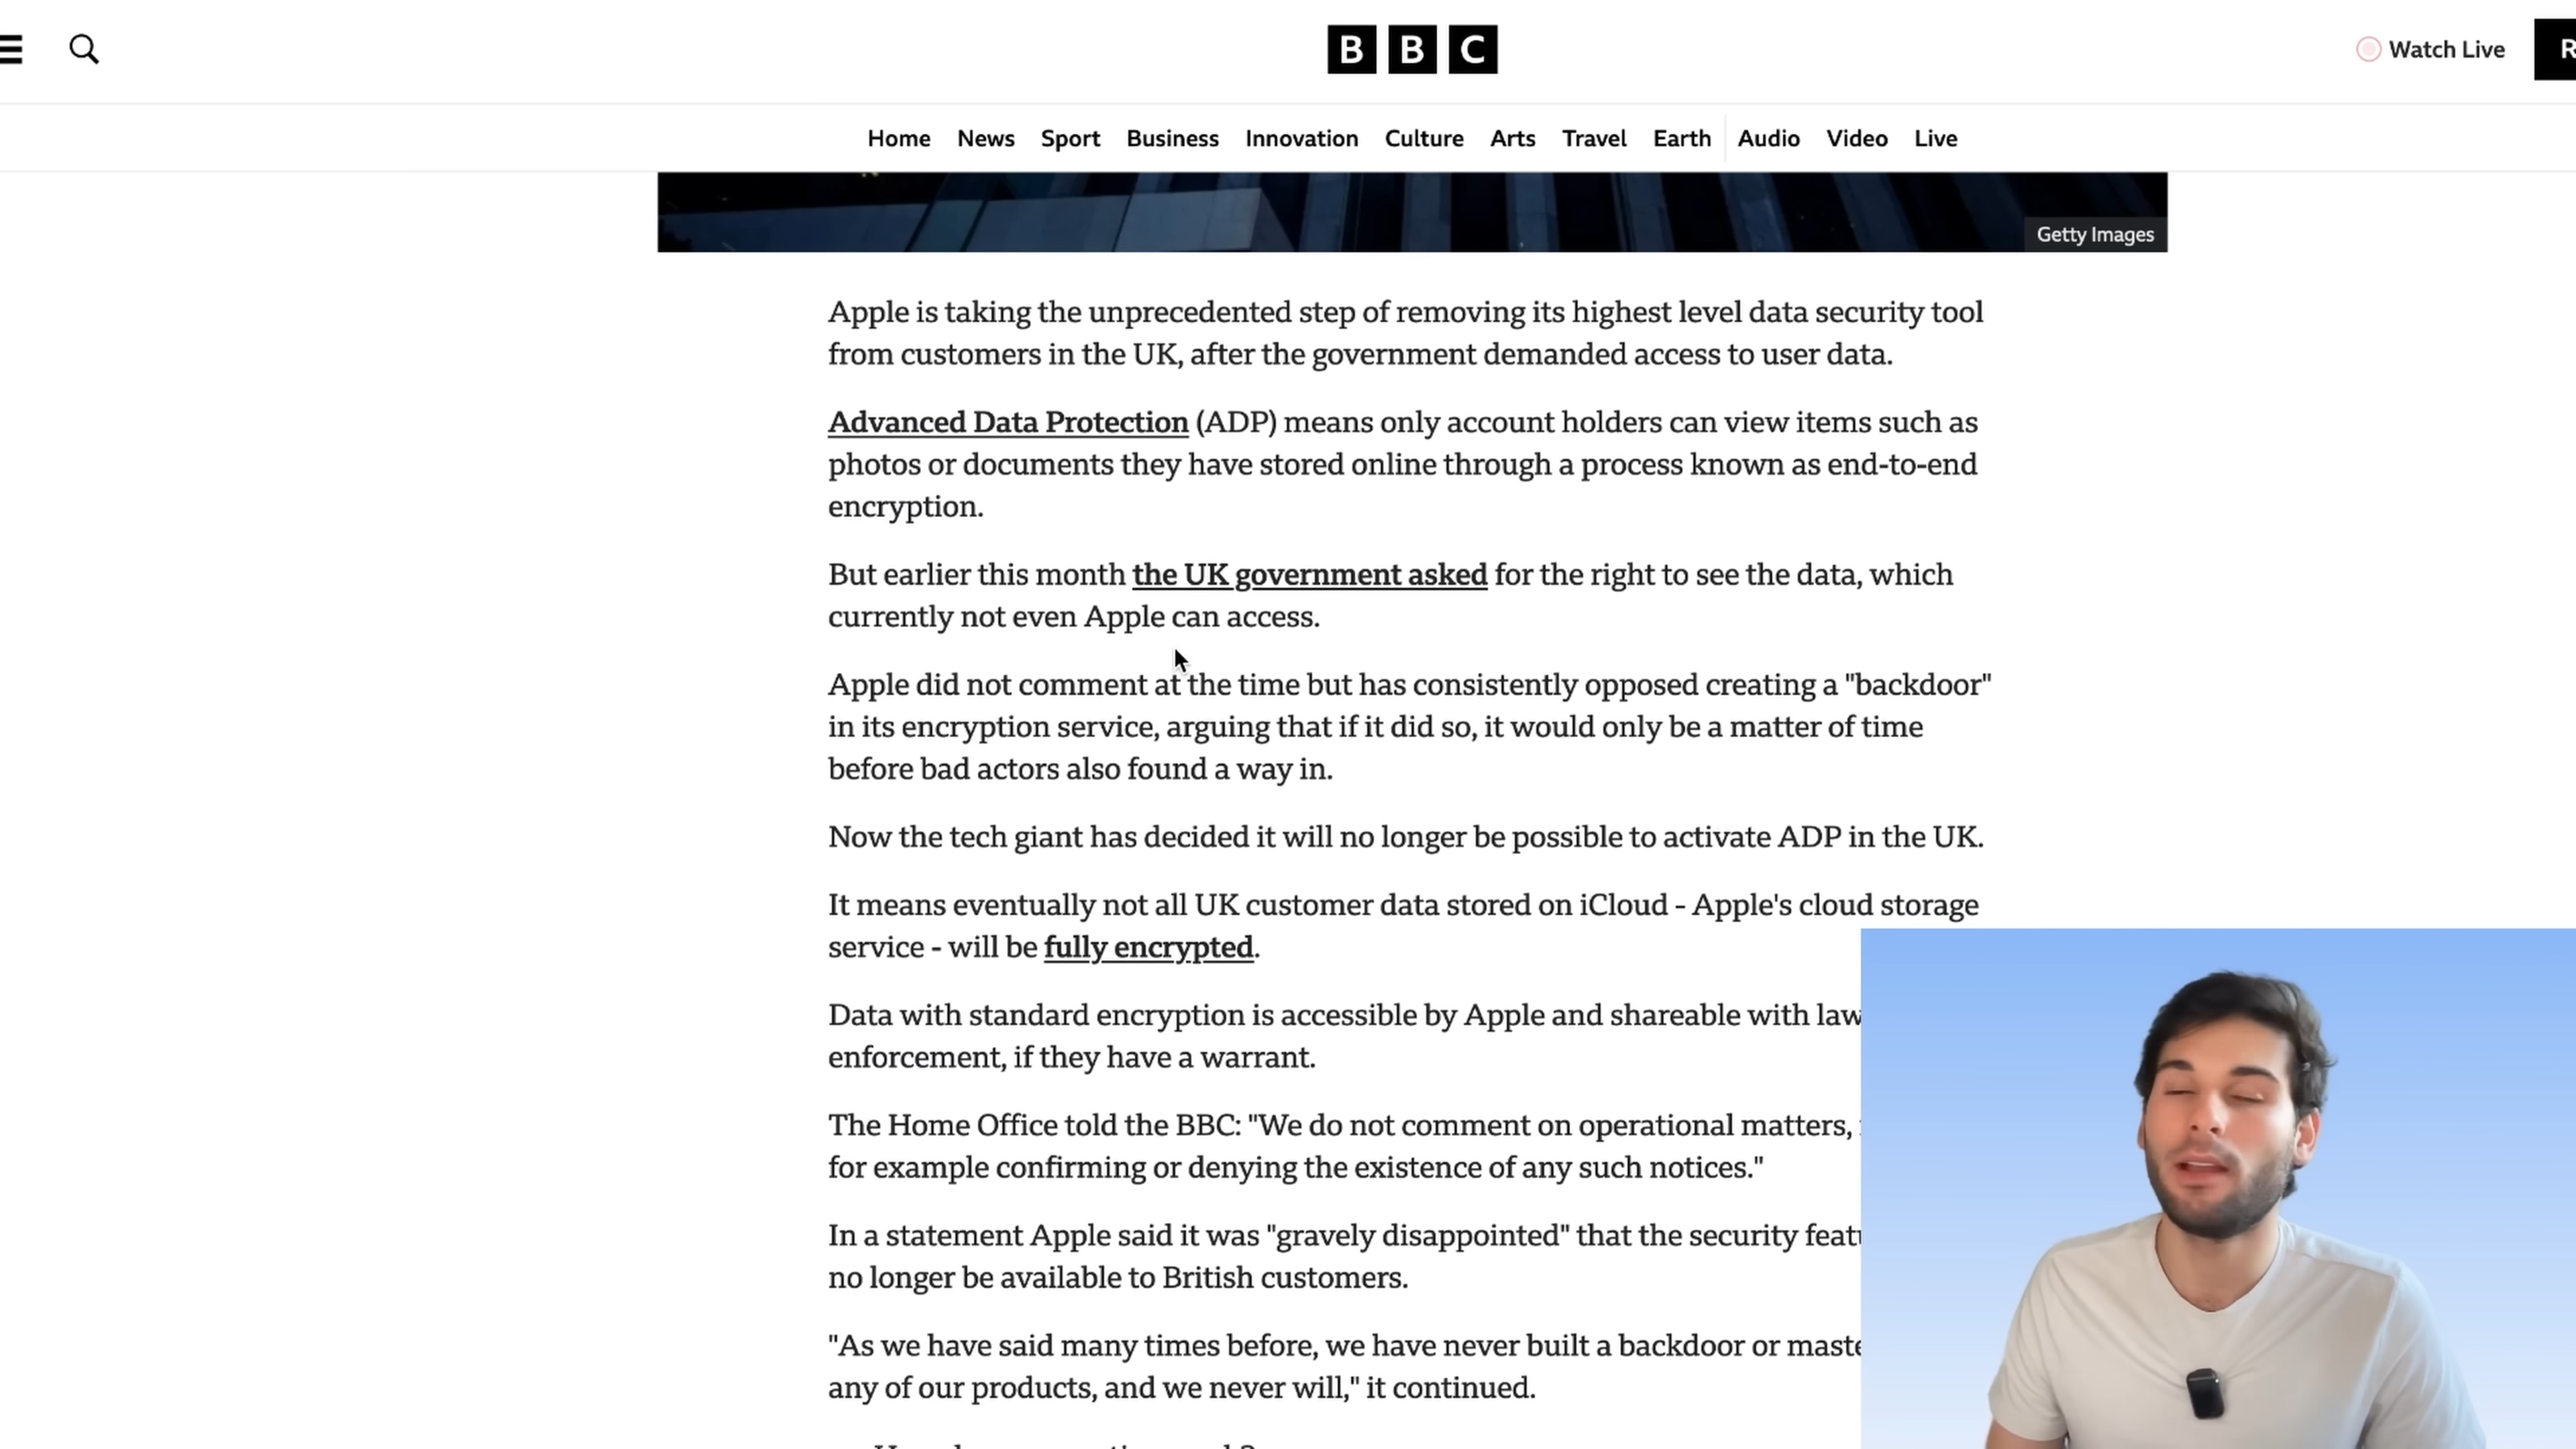 BBC
Watch Live
Home News Sport Business Innovation Culture Arts Travel Earth Audio Video Live
Getty Images
Apple is taking the unprecedented step of removing its highest level data security tool
from customers in the UK, after the government demanded access to user data.
Advanced Data Protection (ADP) means only account holders can view items such as
photos or documents they have stored online through a process known as end-to-end
encryption.
But earlier this month the UK government asked for the right to see the data, which
currently not even Apple can access.
Apple did not comment at the time but has consistently opposed creating a "backdoor"
in its encryption service, arguing that if it did so, it would only be a matter of time
before bad actors also found a way in.
Now the tech giant has decided it will no longer be possible to activate ADP in the UK.
It means eventually not all UK customer data stored on iCloud - Apple's cloud storage
service - will be fully encrypted.
Data with standard encryption is accessible by Apple and shareable with law
enforcement, if they have a warrant.
The Home Office told the BBC: "We do not comment on operational matters,
for example confirming or denying the existence of any such notices."
In a statement Apple said it was "gravely disappointed" that the security
no longer be available to British customers.
"As we have said many times before, we have never built a backdoor or
any of our products, and we never will," it continued.